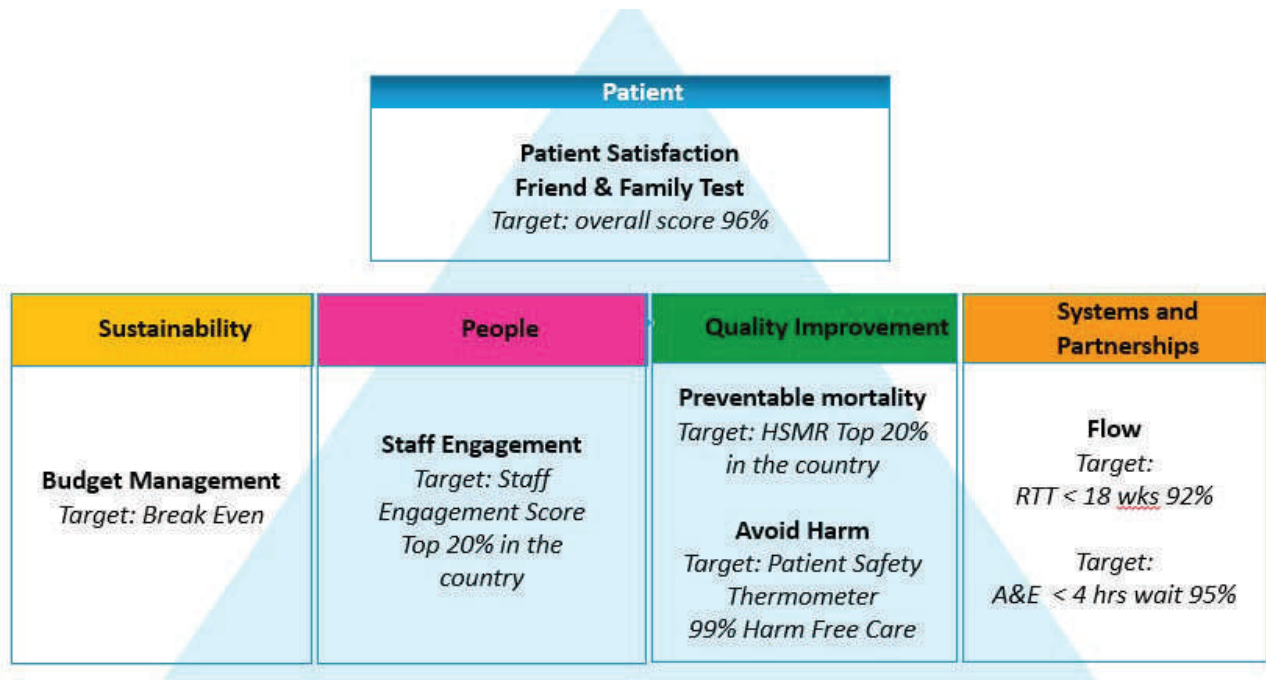 Patient
Patient Satisfaction
Friend & Family Test
Target: overall score 96%
Sustainability
Budget Management
Target: Break Even
People
Staff Engagement
Target: Staff
Engagement Score
Top 20% in the
country
Quality Improvement
Preventable mortality
Target: HSMR Top 20%
in the country
Avoid Harm
Target: Patient Safety
Thermometer
99% Harm Free Care
Systems and
Partnerships
Flow
Target:
RTT < 18 wks 92%
Target:
A&E < 4 hrs wait 95%